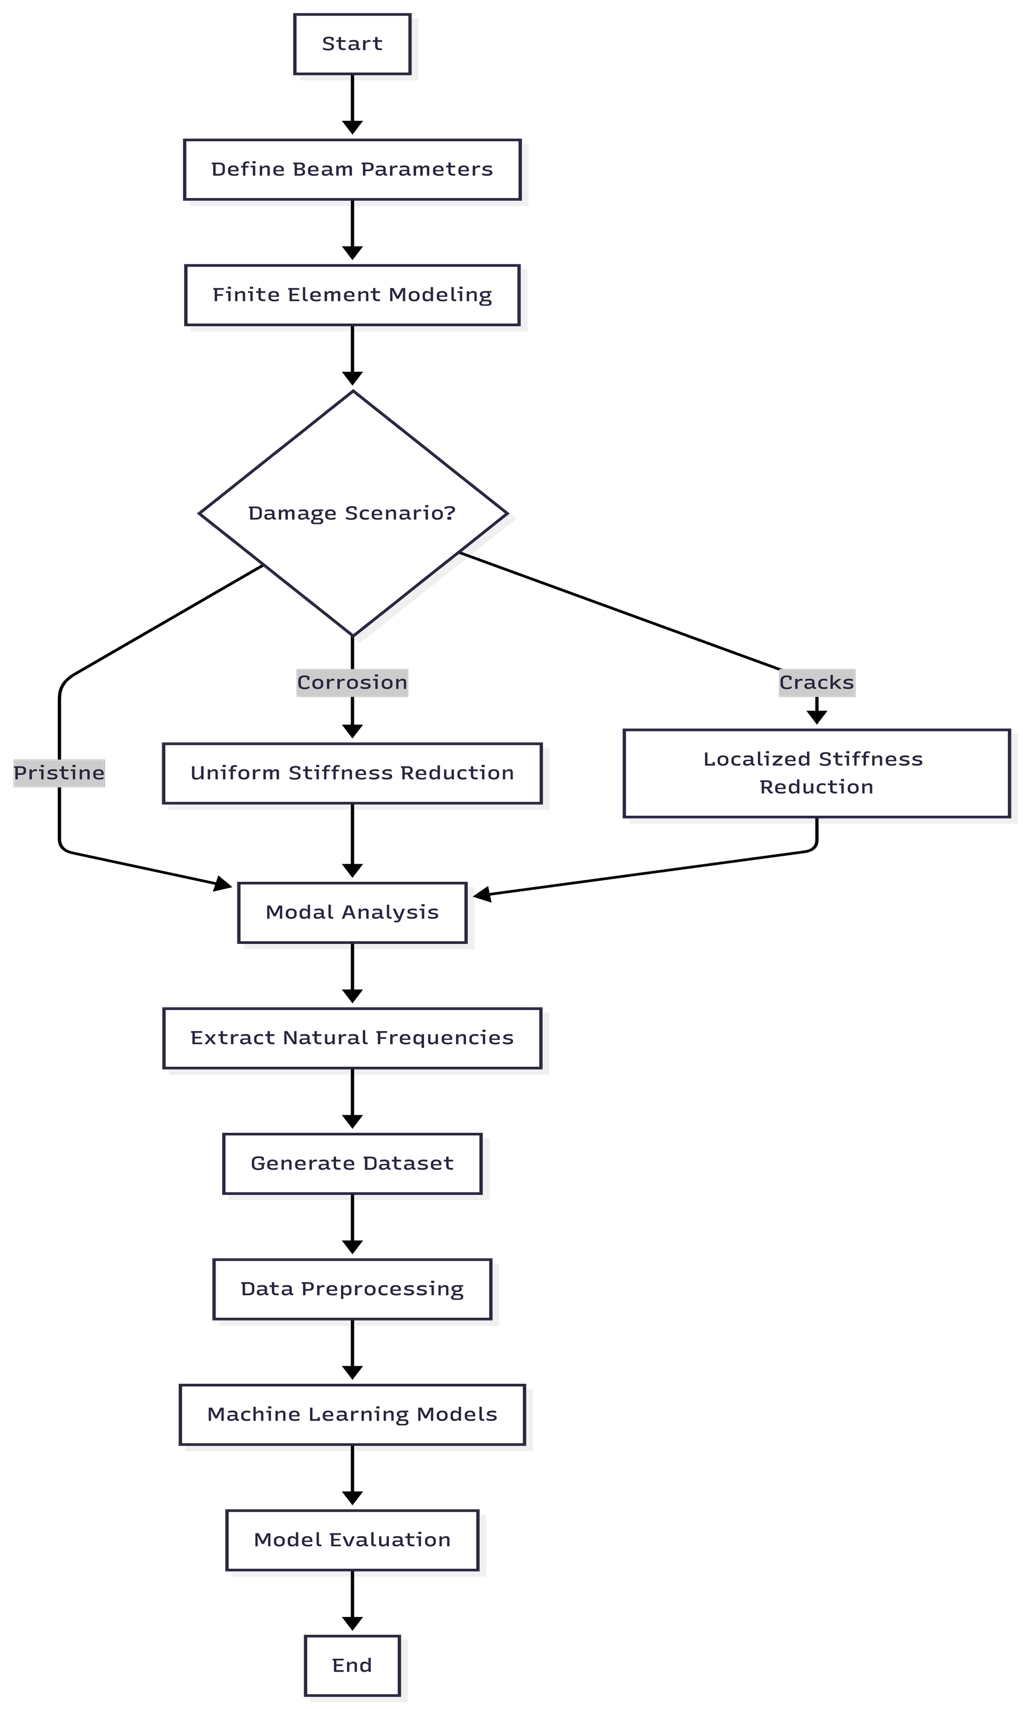 Start
Define Beam Parameters
Finite Element Modeling
Damage Scenario?
Corrosion
Cracks
Pristine
Uniform Stiffness Reduction
Localized Stiffness
Reduction
Modal Analysis
Extract Natural Frequencies
Generate Dataset
Data Preprocessing
Machine Learning Models
Model Evaluation
End